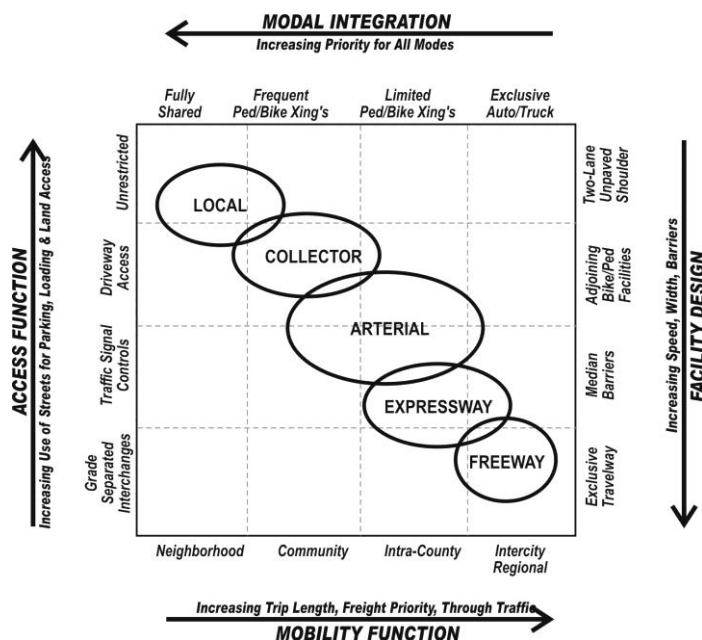 MODAL INTEGRATION
Increasing Priority for All Modes
Fully
Shared
Frequent
Ped/Bike Xing's
Limited
Ped/Bike Xing's
Exclusive
Auto/Truck
ACCESS FUNCTION
Increasing Use of Streets for Parking, Loading & Land Access
Unrestricted
Driveway
Access
Traffic Signal
Controls
Grade
Separated
Interchanges
LOCAL
COLLECTOR
ARTERIAL
EXPRESSWAY
FREEWAY
Two-Lane
Unpaved
Shoulder
Adjoining
Bike/Ped
Facilities
Median
Barriers
Exclusive
Travelway
Increasing Speed, Width, Barriers
FACILITY DESIGN
Neighborhood
Community
Intra-County
Intercity
Regional
Increasing Trip Length, Freight Priority, Through Traffic
MOBILITY FUNCTION